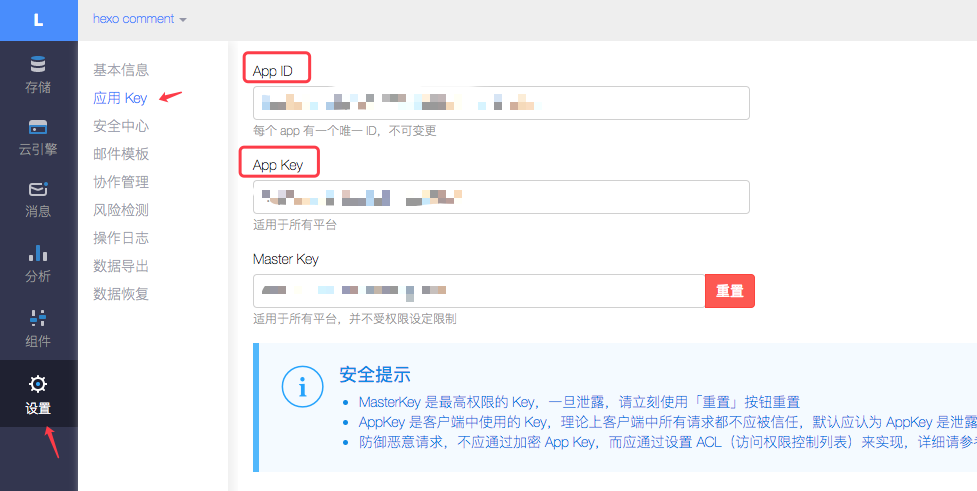 L
hexo comment
存储
云引擎
消息
分析
组件
设置
基本信息
应用 Key
安全中心
邮件模板
协作管理
风险检测
操作日志
数据导出
数据恢复
App ID
每个 app 有一个唯一 ID，不可变更
App Key
适用于所有平台
Master Key
重置
适用于所有平台，并不受权限设定限制
安全提示
MasterKey 是最高权限的 Key，一旦泄露，请立刻使用「重置」按钮重置
AppKey 是客户端中使用的 Key，理论上客户端中所有请求都不应被信任，默认应认为 AppKey 是泄露
防御恶意请求，不应通过加密 App Key，而应通过设置 ACL（访问权限控制列表）来实现，详细请参